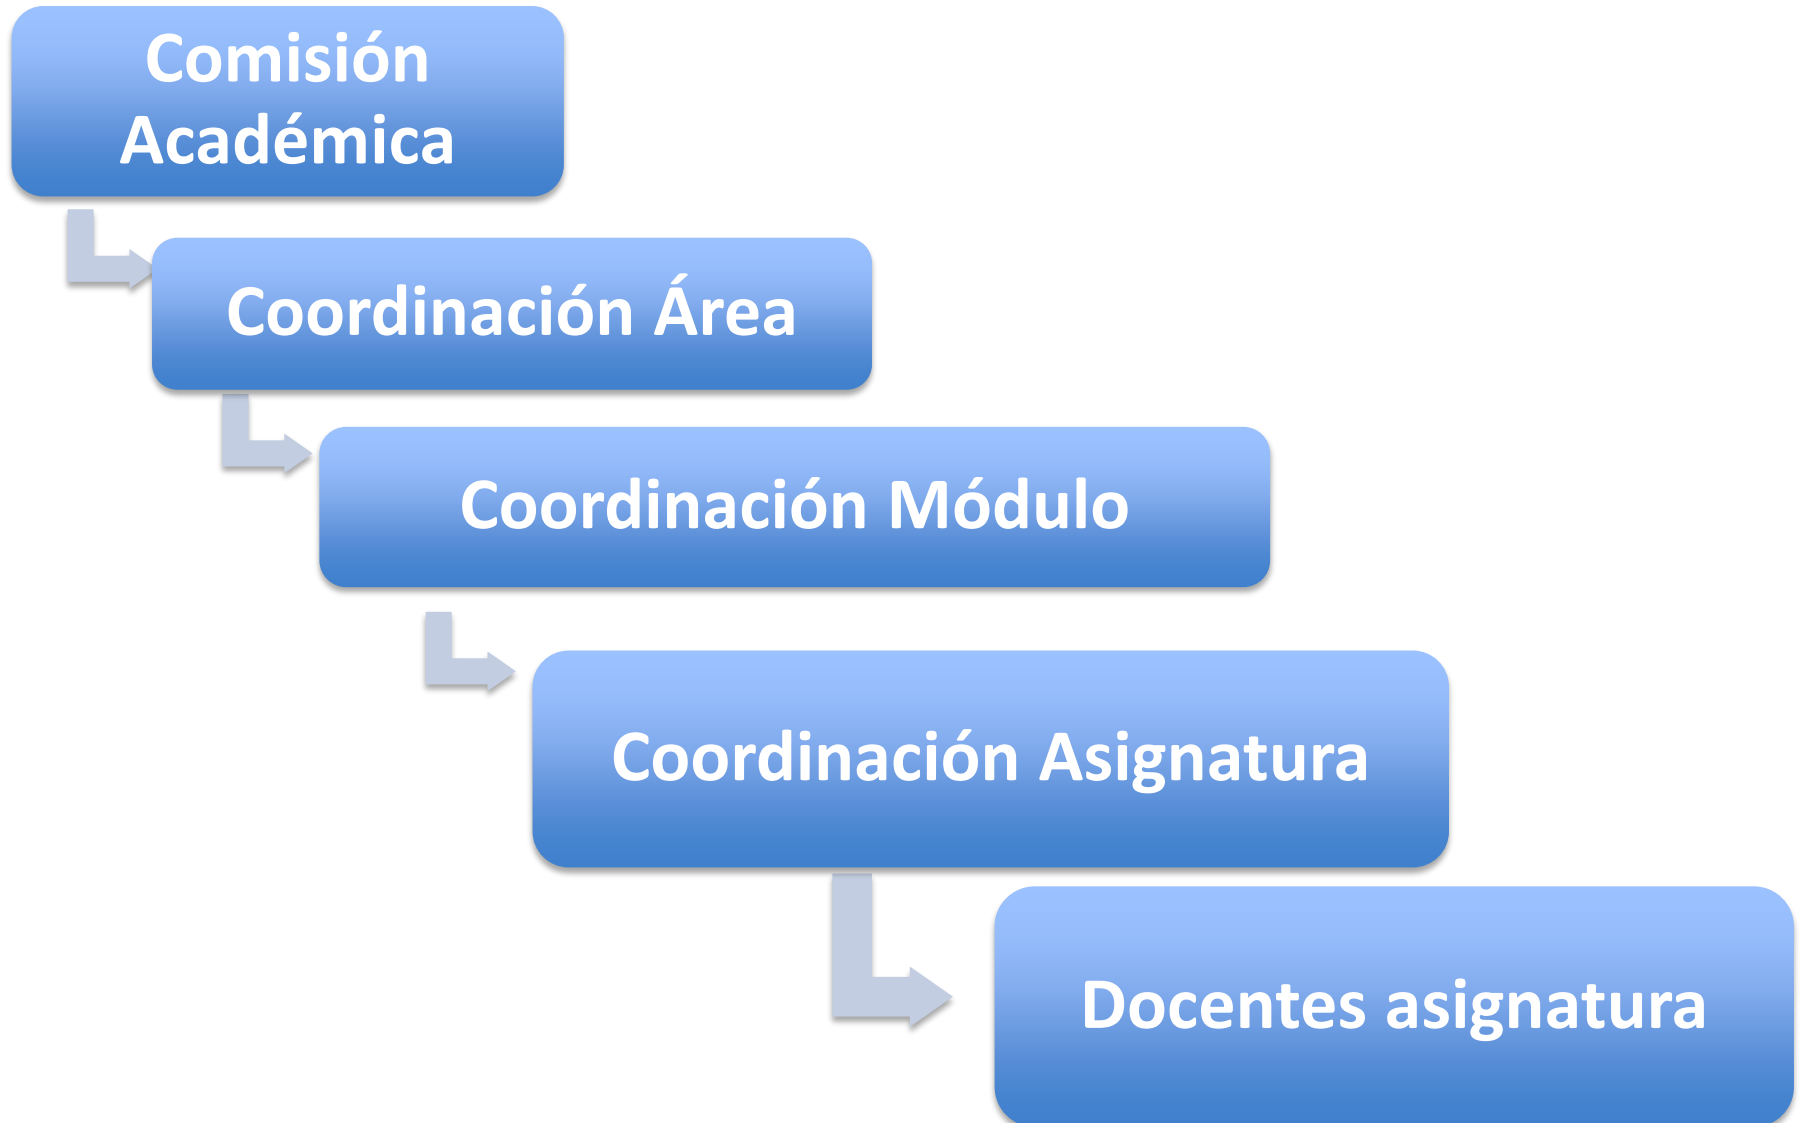 Comisión
Académica
Coordinación Área
Coordinación Módulo
Coordinación Asignatura
Docentes asignatura